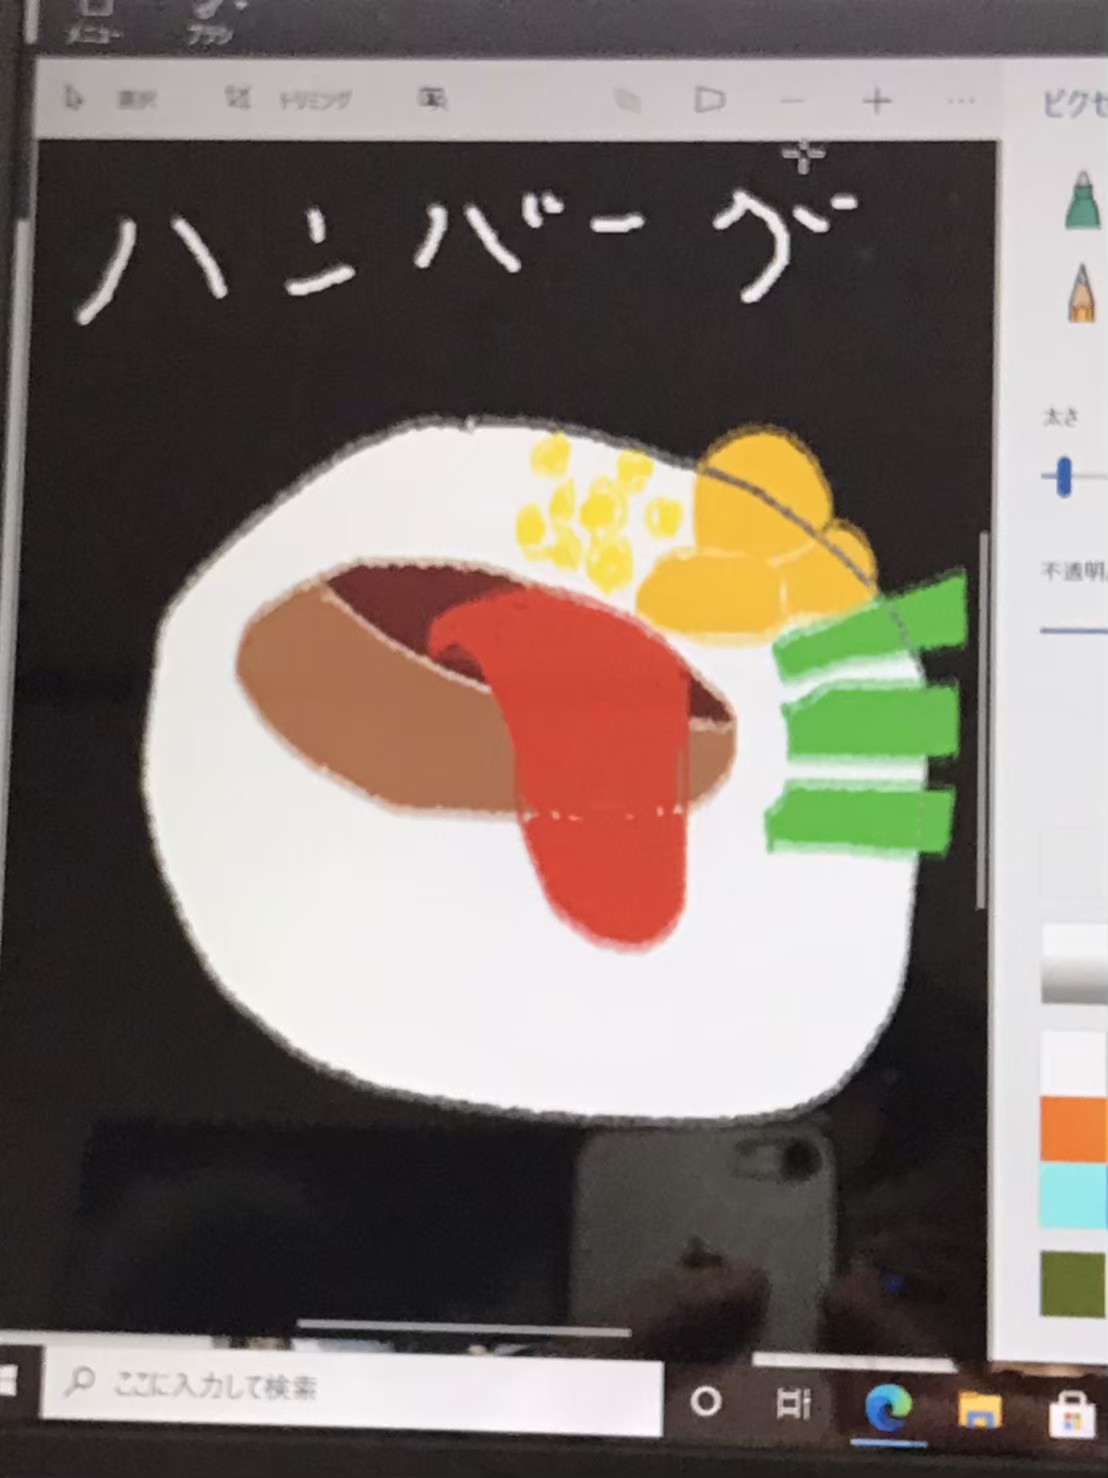 メニュー ブラシ
選択 トリミング
ピクセ
ハンバーグ
太さ
不透明
ここに入力して検索